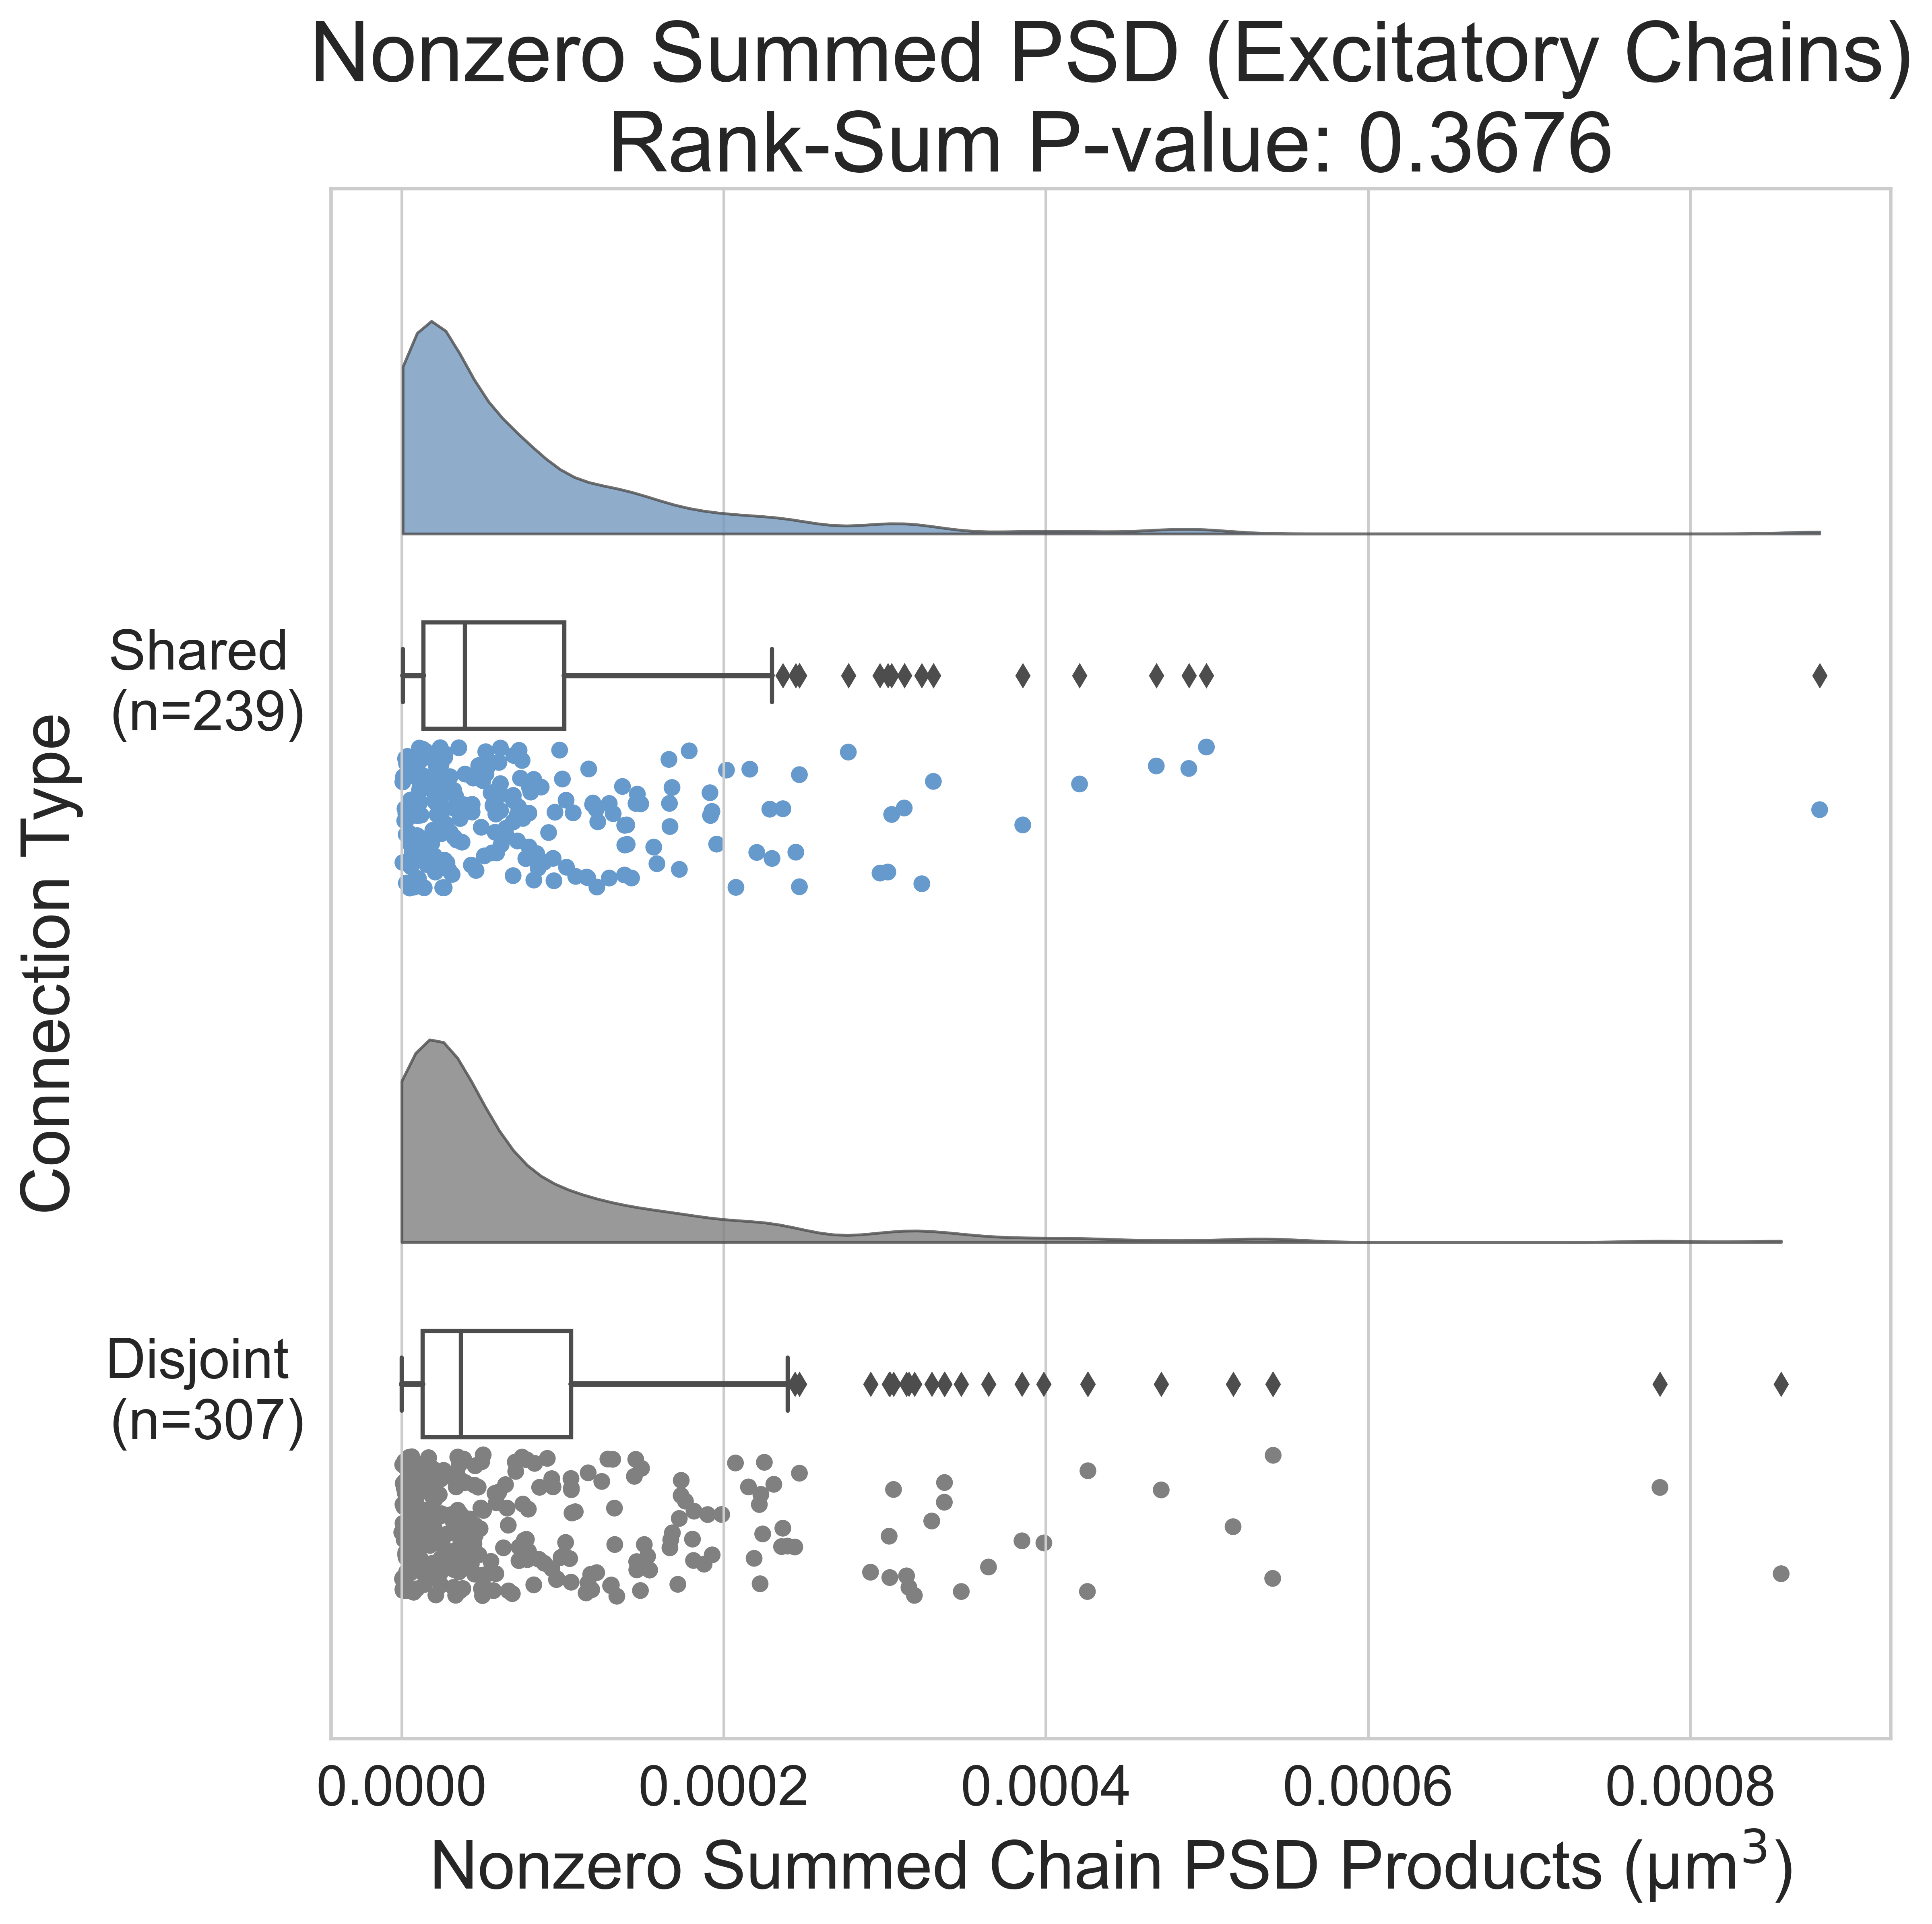 Nonzero Summed PSD (Excitatory Chains)
Rank-Sum P-value: 0.3676
Connection Type
Shared
(n=239)
Disjoint
(n=307)
0.0000 0.0002 0.0004 0.0006 0.0008
Nonzero Summed Chain PSD Products (μm³)